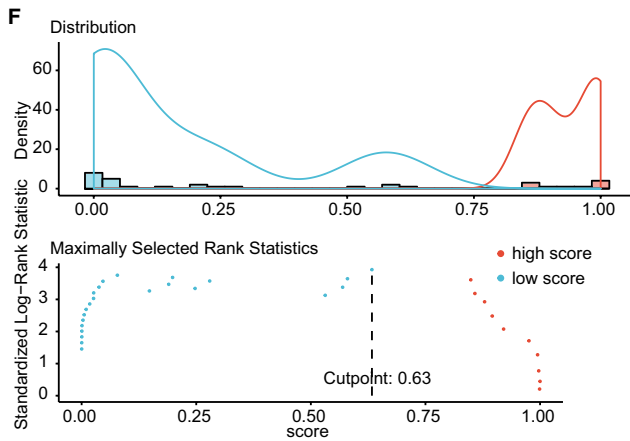 F
Distribution
Density
60
40
20
0
0.00 0.25 0.50 0.75 1.00
Standardized Log-Rank Statistic
Maximally Selected Rank Statistics
high score
low score
4
3
2
1
0
Cutpoint: 0.63
0.00 0.25 0.50 0.75 1.00
score